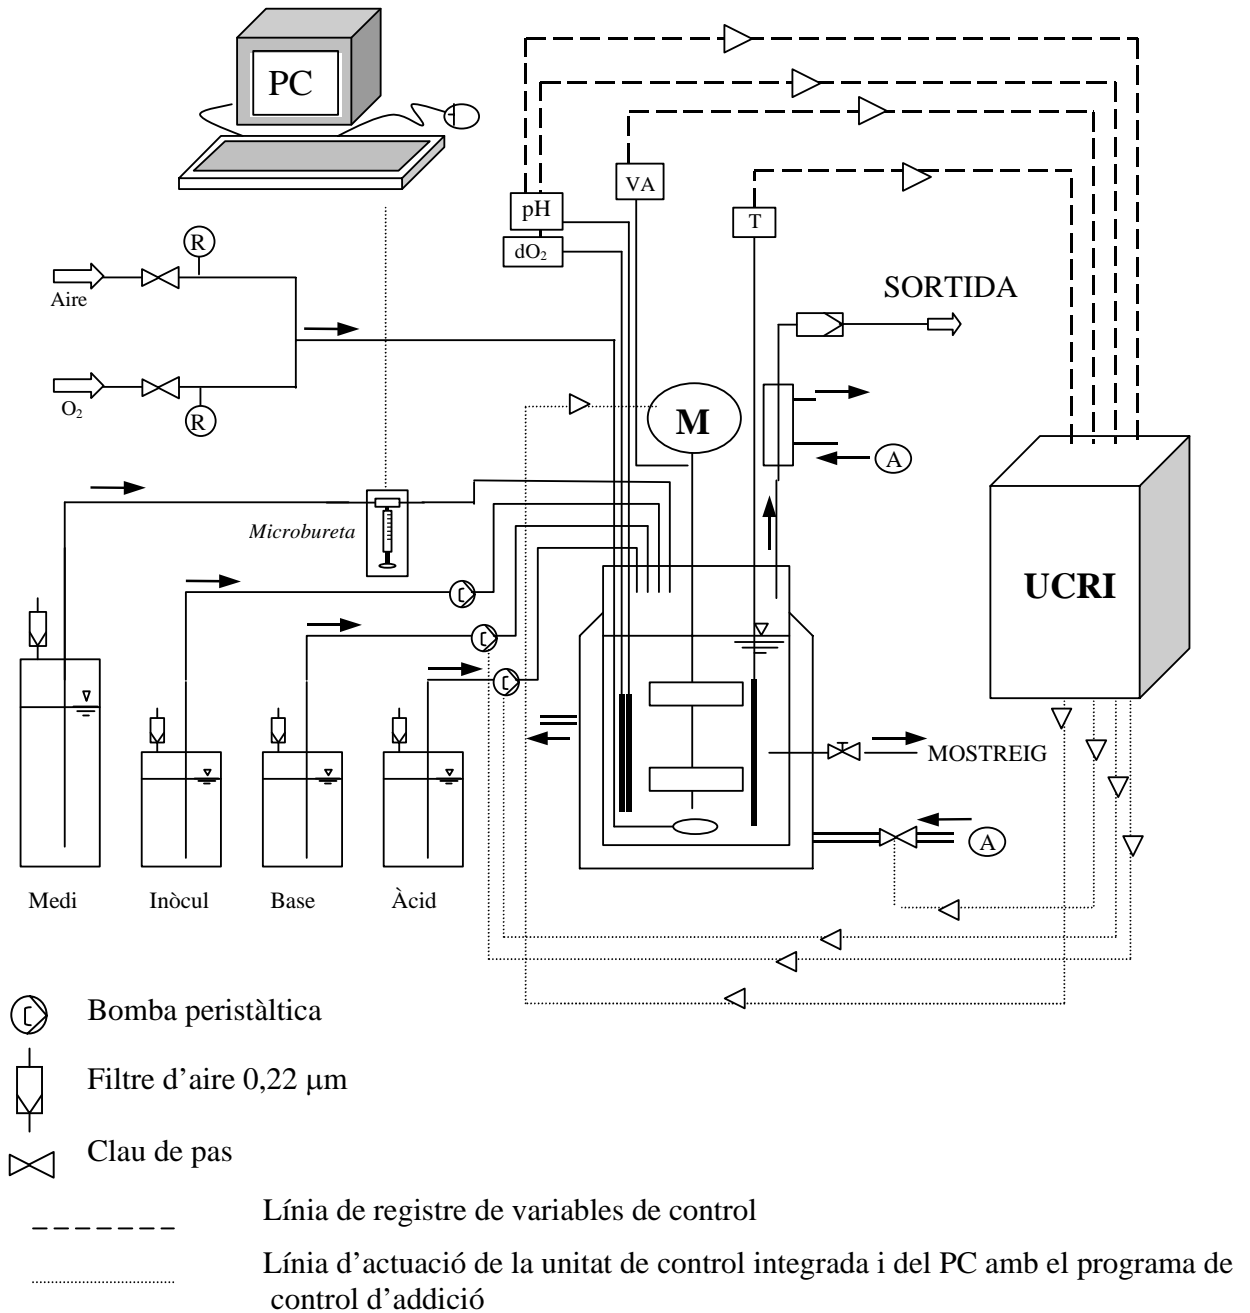 PC
VA
pH
T
R
dO₂
Aire
SORTIDA
O₂
R
M
A
Microbureta
UCRI
MOSTREIG
A
Medi
Inòcul
Base
Àcid
Bomba peristàltica
Filtre d'aire 0,22 µm
Clau de pas
Línia de registre de variables de control
Línia d'actuació de la unitat de control integrada i del PC amb el programa de
control d'addició